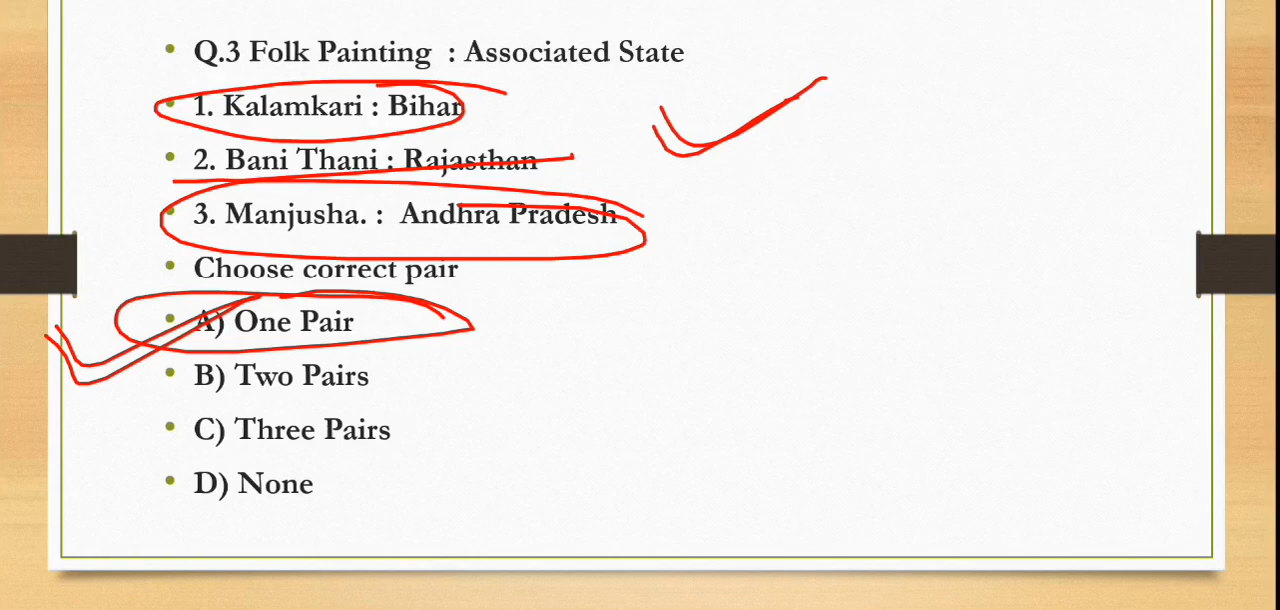 Q.3 Folk Painting : Associated State
1. Kalamkari : Bihar
2. Bani Thani : Rajasthan
3. Manjusha. : Andhra Pradesh
Choose correct pair
A) One Pair
B) Two Pairs
C) Three Pairs
D) None